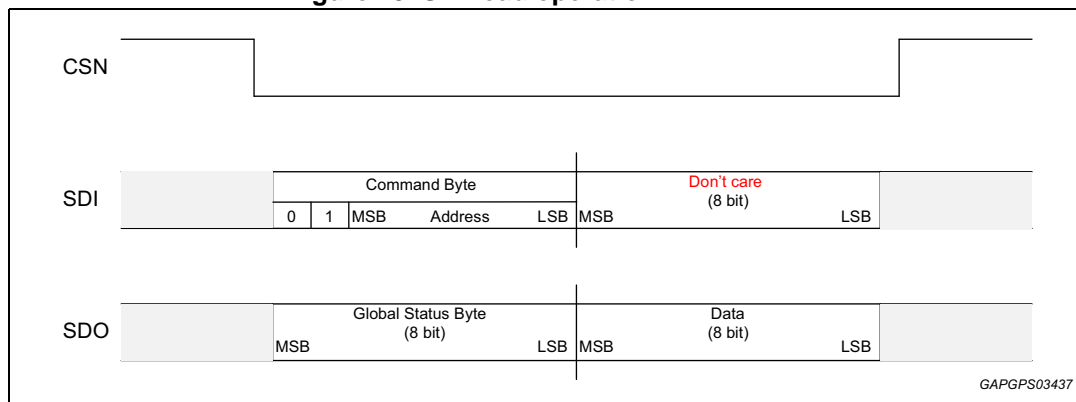 CSN
SDI
Command Byte
0 1 MSB Address LSB
Don't care
(8 bit)
MSB LSB
SDO
Global Status Byte
(8 bit)
MSB LSB
Data
(8 bit)
MSB LSB
GAPGPS03437